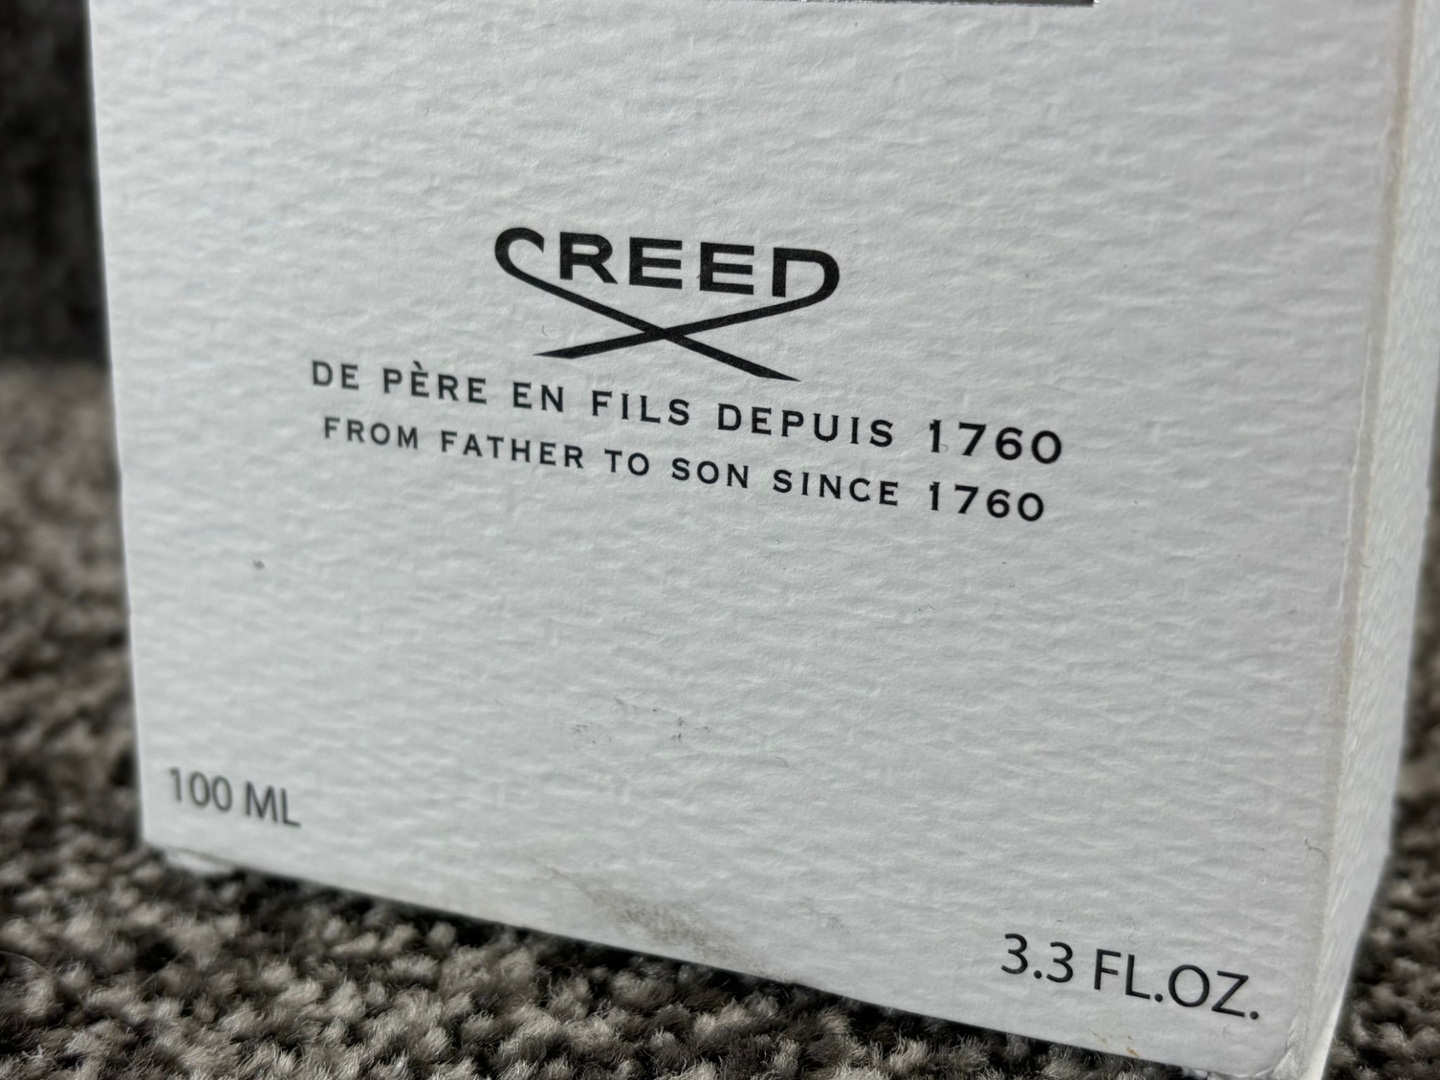 CREED
DE PÈRE EN FILS DEPUIS 1760
FROM FATHER TO SON SINCE 1760
100 ML
3.3 FL.OZ.